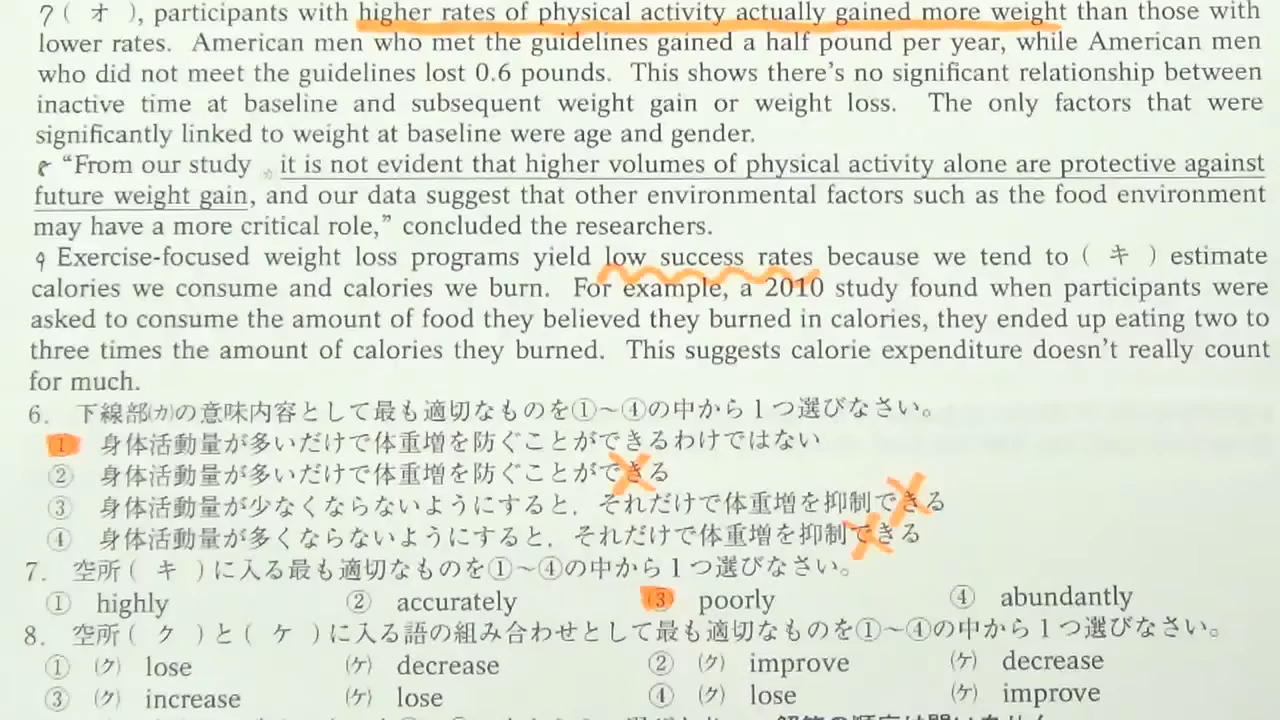 7 ( オ ), participants with higher rates of physical activity actually gained more weight than those with
lower rates. American men who met the guidelines gained a half pound per year, while American men
who did not meet the guidelines lost 0.6 pounds. This shows there's no significant relationship between
inactive time at baseline and subsequent weight gain or weight loss. The only factors that were
significantly linked to weight at baseline were age and gender.
8 “From our study it is not evident that higher volumes of physical activity alone are protective against
future weight gain, and our data suggest that other environmental factors such as the food environment
may have a more critical role,” concluded the researchers.
9 Exercise-focused weight loss programs yield low success rates because we tend to ( キ ) estimate
calories we consume and calories we burn. For example, a 2010 study found when participants were
asked to consume the amount of food they believed they burned in calories, they ended up eating two to
three times the amount of calories they burned. This suggests calorie expenditure doesn't really count
for much.
6. 下線部(カ)の意味内容として最も適切なものを①～④の中から1つ選びなさい。
① 身体活動量が多いだけで体重増を防ぐことができるわけではない
② 身体活動量が多いだけで体重増を防ぐことができる
③ 身体活動量が少なくならないようにすると，それだけで体重増を抑制できる
④ 身体活動量が多くならないようにすると，それだけで体重増を抑制できる
7. 空所( キ )に入る最も適切なものを①～④の中から1つ選びなさい。
① highly ② accurately ③ poorly ④ abundantly
8. 空所( ク )と( ケ )に入る語の組み合わせとして最も適切なものを①～④の中から1つ選びなさい。
① (ク) lose (ケ) decrease ② (ク) improve (ケ) decrease
③ (ク) increase (ケ) lose ④ (ク) lose (ケ) improve